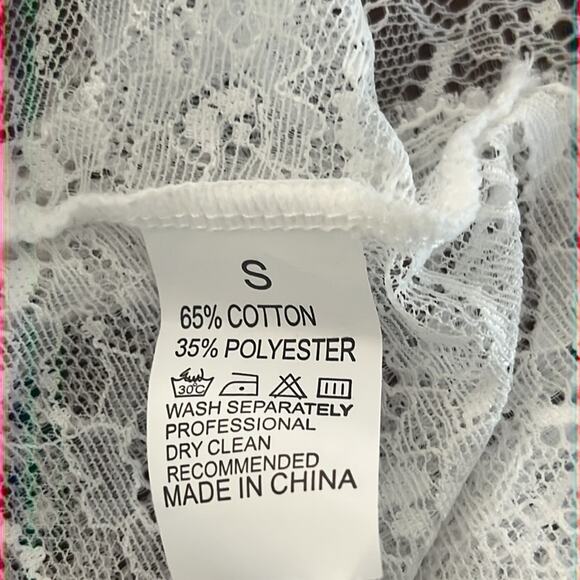 S
65% COTTON
35% POLYESTER
30°C
WASH SEPARATELY
PROFESSIONAL
DRY CLEAN
RECOMMENDED
MADE IN CHINA